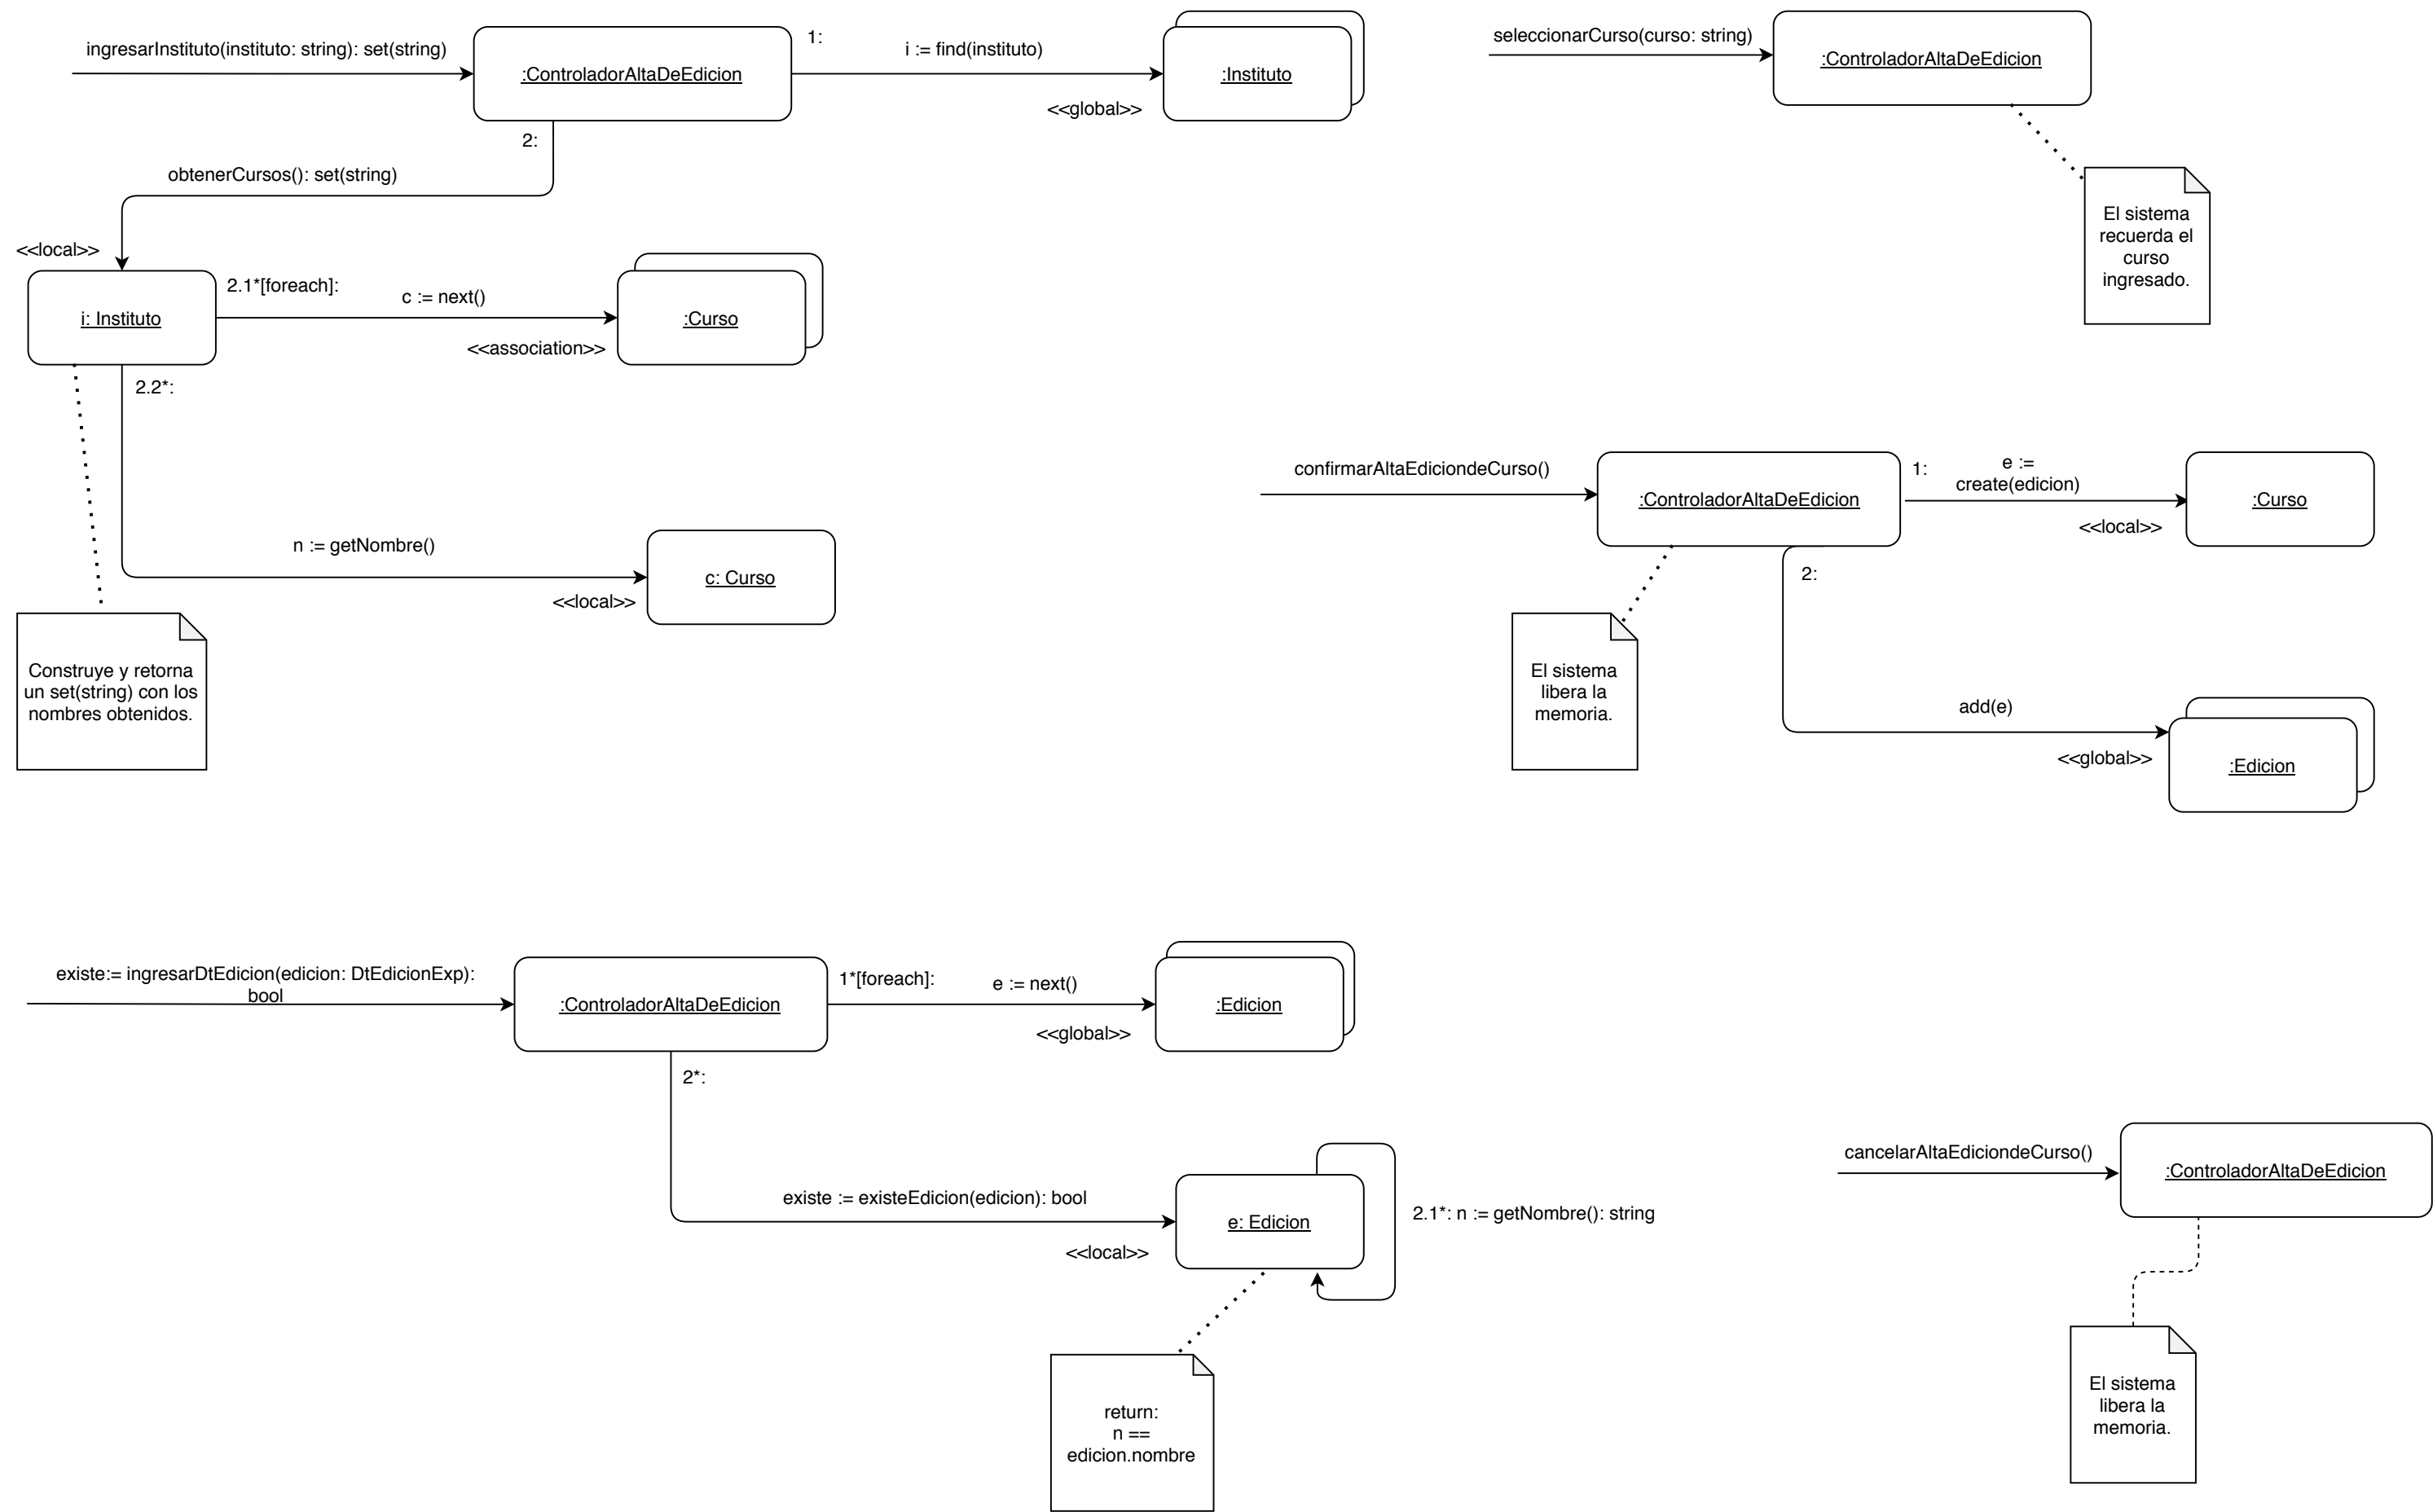 ingresarInstituto(instituto: string): set(string)
:ControladorAltaDeEdicion
1:
i := find(instituto)
<<global>>
:Instituto
2:
obtenerCursos(): set(string)
<<local>>
i: Instituto
2.1*[foreach]:
c := next()
<<association>>
:Curso
2.2*:
n := getNombre()
<<local>>
c: Curso
Construye y retorna
un set(string) con los
nombres obtenidos.
seleccionarCurso(curso: string)
:ControladorAltaDeEdicion
El sistema
recuerda el
curso
ingresado.
confirmarAltaEdiciondeCurso()
:ControladorAltaDeEdicion
1:
e :=
create(edicion)
<<local>>
:Curso
2:
add(e)
<<global>>
:Edicion
El sistema
libera la
memoria.
existe:= ingresarDtEdicion(edicion: DtEdicionExp):
bool
:ControladorAltaDeEdicion
1*[foreach]:
e := next()
<<global>>
:Edicion
2*:
existe := existeEdicion(edicion): bool
<<local>>
e: Edicion
2.1*: n := getNombre(): string
return:
n ==
edicion.nombre
cancelarAltaEdiciondeCurso()
:ControladorAltaDeEdicion
El sistema
libera la
memoria.